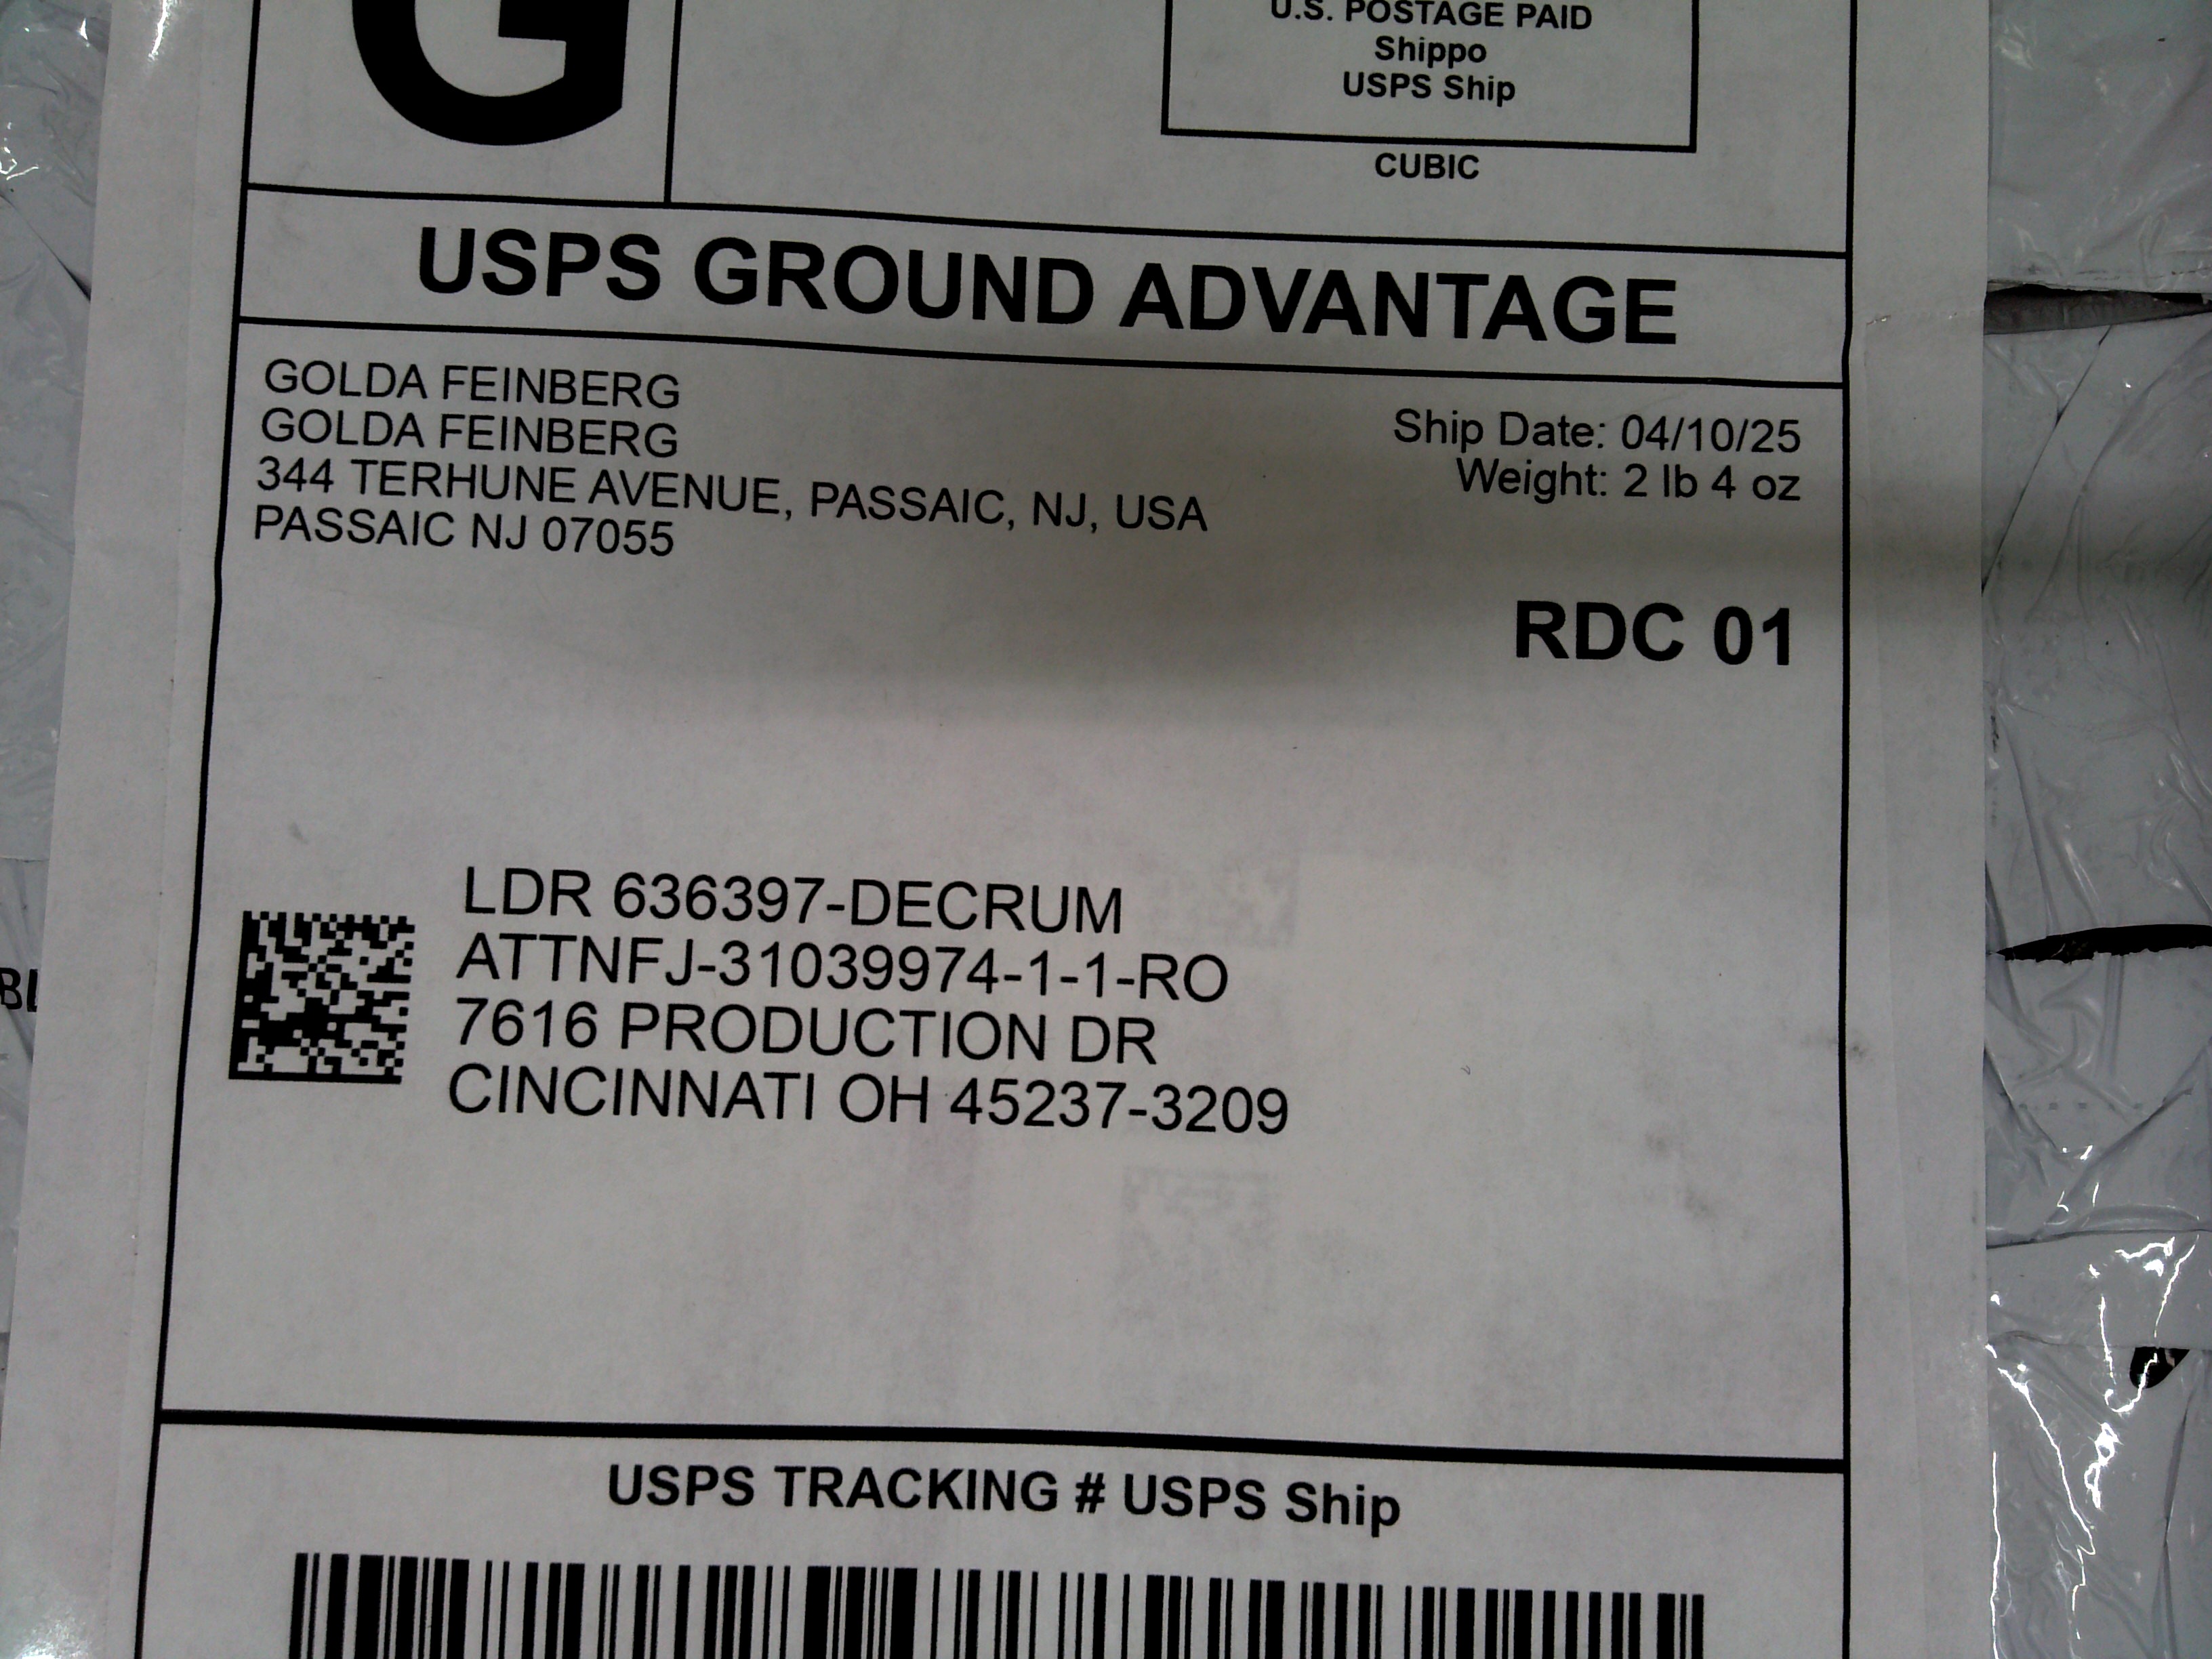 G
U.S. POSTAGE PAID
Shippo
USPS Ship
CUBIC
USPS GROUND ADVANTAGE
GOLDA FEINBERG
GOLDA FEINBERG
344 TERHUNE AVENUE, PASSAIC, NJ, USA
PASSAIC NJ 07055
Ship Date: 04/10/25
Weight: 2 lb 4 oz
RDC 01
LDR 636397-DECRUM
ATTNFJ-31039974-1-1-RO
7616 PRODUCTION DR
CINCINNATI OH 45237-3209
USPS TRACKING # USPS Ship